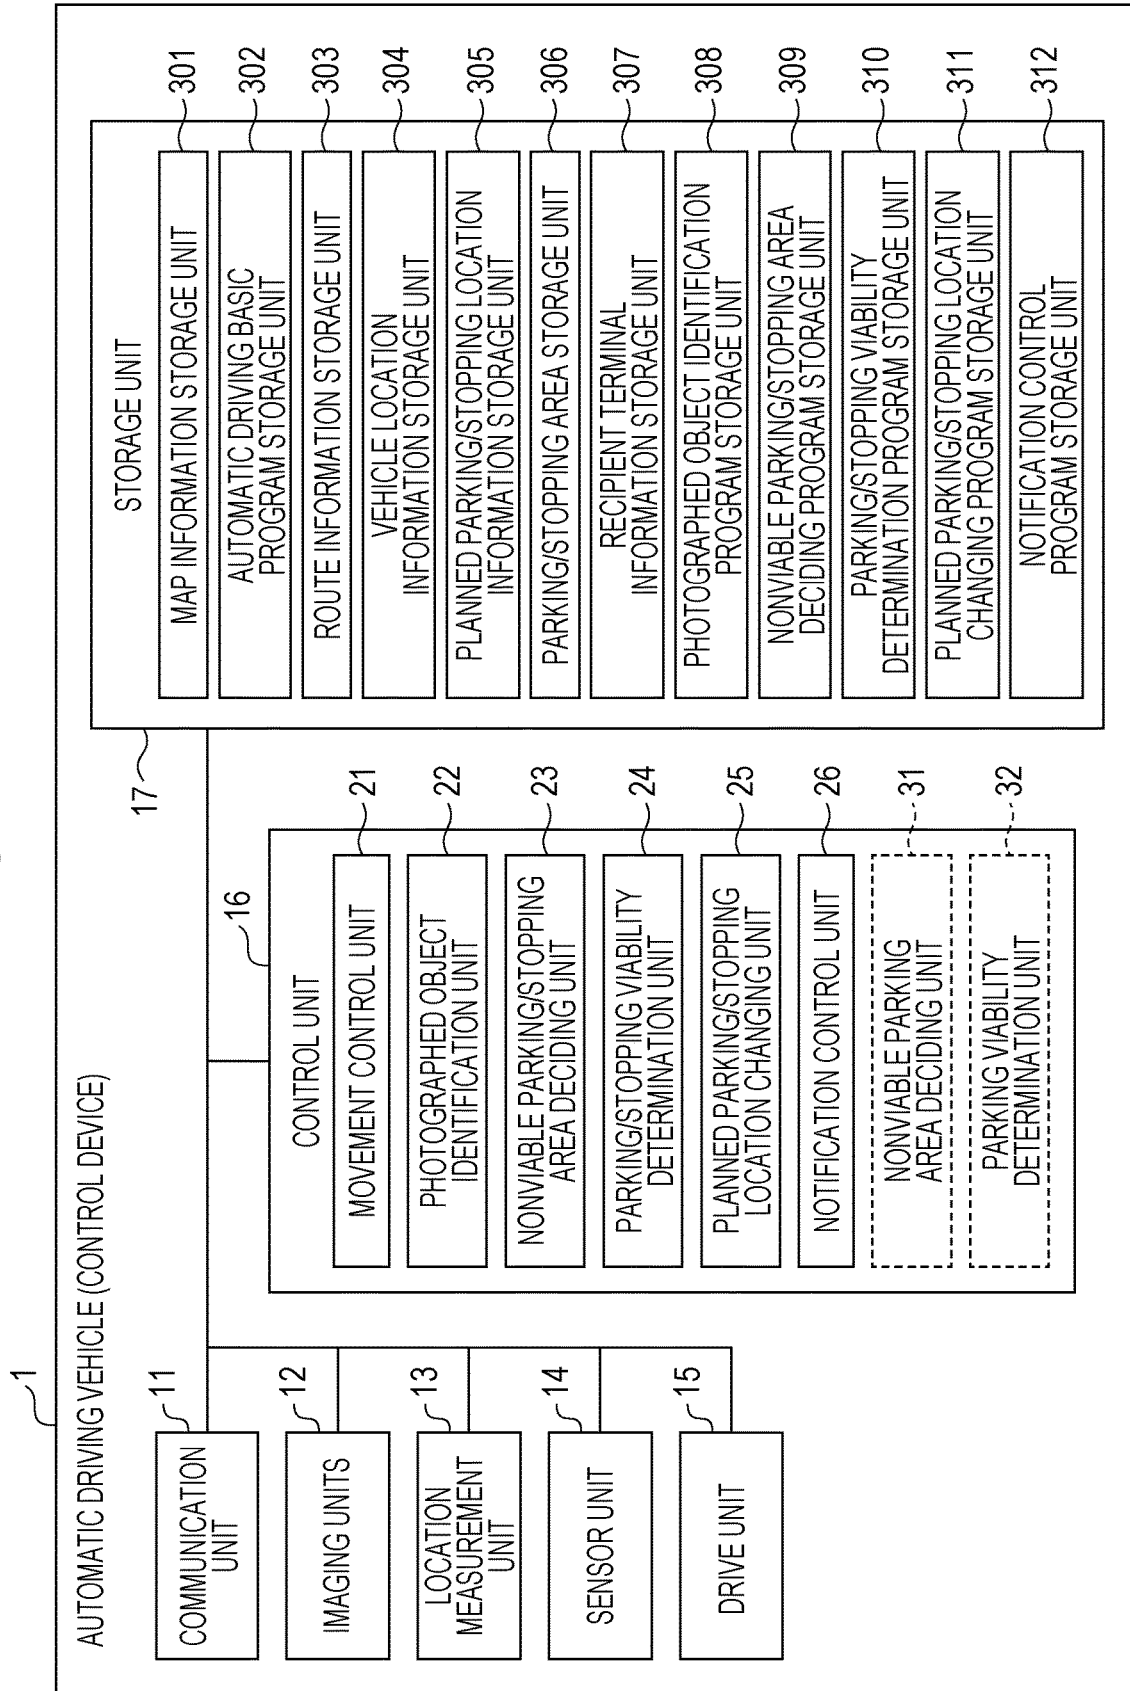 1
AUTOMATIC DRIVING VEHICLE (CONTROL DEVICE)
11
COMMUNICATION
UNIT
12
IMAGING UNITS
13
LOCATION
MEASUREMENT
UNIT
14
SENSOR UNIT
15
DRIVE UNIT
16
CONTROL UNIT
MOVEMENT CONTROL UNIT
21
PHOTOGRAPHED OBJECT
IDENTIFICATION UNIT
22
NONVIABLE PARKING/STOPPING
AREA DECIDING UNIT
23
PARKING/STOPPING VIABILITY
DETERMINATION UNIT
24
PLANNED PARKING/STOPPING
LOCATION CHANGING UNIT
25
NOTIFICATION CONTROL UNIT
26
NONVIABLE PARKING
AREA DECIDING UNIT
31
PARKING VIABILITY
DETERMINATION UNIT
32
17
STORAGE UNIT
MAP INFORMATION STORAGE UNIT
301
AUTOMATIC DRIVING BASIC
PROGRAM STORAGE UNIT
302
ROUTE INFORMATION STORAGE UNIT
303
VEHICLE LOCATION
INFORMATION STORAGE UNIT
304
PLANNED PARKING/STOPPING LOCATION
INFORMATION STORAGE UNIT
305
PARKING/STOPPING AREA STORAGE UNIT
306
RECIPIENT TERMINAL
INFORMATION STORAGE UNIT
307
PHOTOGRAPHED OBJECT IDENTIFICATION
PROGRAM STORAGE UNIT
308
NONVIABLE PARKING/STOPPING AREA
DECIDING PROGRAM STORAGE UNIT
309
PARKING/STOPPING VIABILITY
DETERMINATION PROGRAM STORAGE UNIT
310
PLANNED PARKING/STOPPING LOCATION
CHANGING PROGRAM STORAGE UNIT
311
NOTIFICATION CONTROL
PROGRAM STORAGE UNIT
312